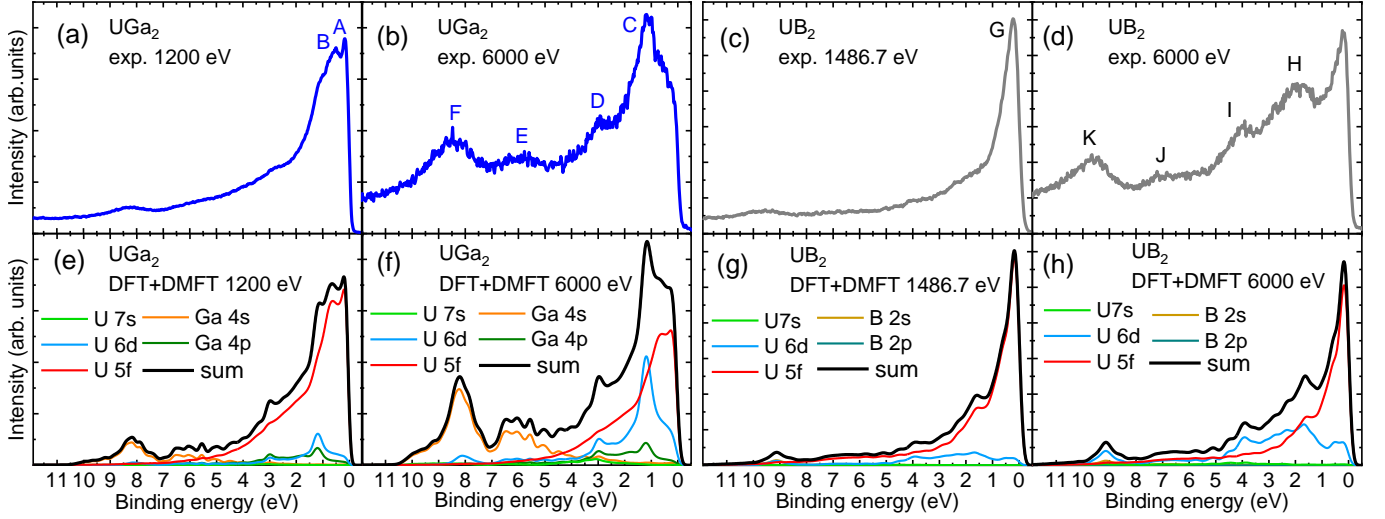 (a)
UGa₂
exp. 1200 eV
B
A
(b)
UGa₂
exp. 6000 eV
C
D
E
F
(c)
UB₂
exp. 1486.7 eV
G
(d)
UB₂
exp. 6000 eV
H
I
J
K
Intensity (arb.units)
(e)
UGa₂
DFT+DMFT 1200 eV
U 7s
Ga 4s
U 6d
Ga 4p
U 5f
sum
(f)
UGa₂
DFT+DMFT 6000 eV
U 7s
Ga 4s
U 6d
Ga 4p
U 5f
sum
(g)
UB₂
DFT+DMFT 1486.7 eV
U7s
B 2s
U 6d
B 2p
U 5f
sum
(h)
UB₂
DFT+DMFT 6000 eV
U7s
B 2s
U 6d
B 2p
U 5f
sum
Intensity (arb. units)
11 10 9 8 7 6 5 4 3 2 1 0
Binding energy (eV)
11 10 9 8 7 6 5 4 3 2 1 0
Binding energy (eV)
11 10 9 8 7 6 5 4 3 2 1 0
Binding energy (eV)
11 10 9 8 7 6 5 4 3 2 1 0
Binding energy (eV)